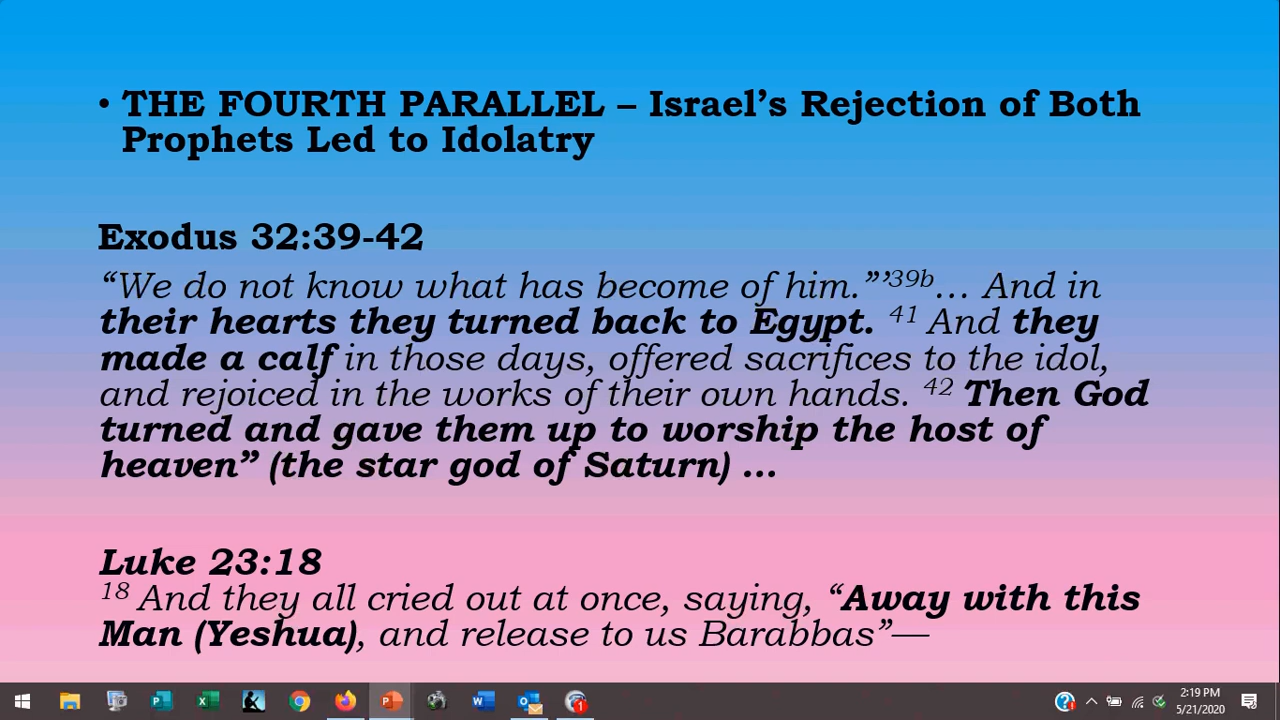 • THE FOURTH PARALLEL – Israel’s Rejection of Both
Prophets Led to Idolatry
Exodus 32:39-42
“We do not know what has become of him.”’39b… And in
their hearts they turned back to Egypt. 41 And they
made a calf in those days, offered sacrifices to the idol,
and rejoiced in the works of their own hands. 42 Then God
turned and gave them up to worship the host of
heaven” (the star god of Saturn) …
Luke 23:18
18 And they all cried out at once, saying, “Away with this
Man (Yeshua), and release to us Barabbas”—
2:19 PM
5/21/2020